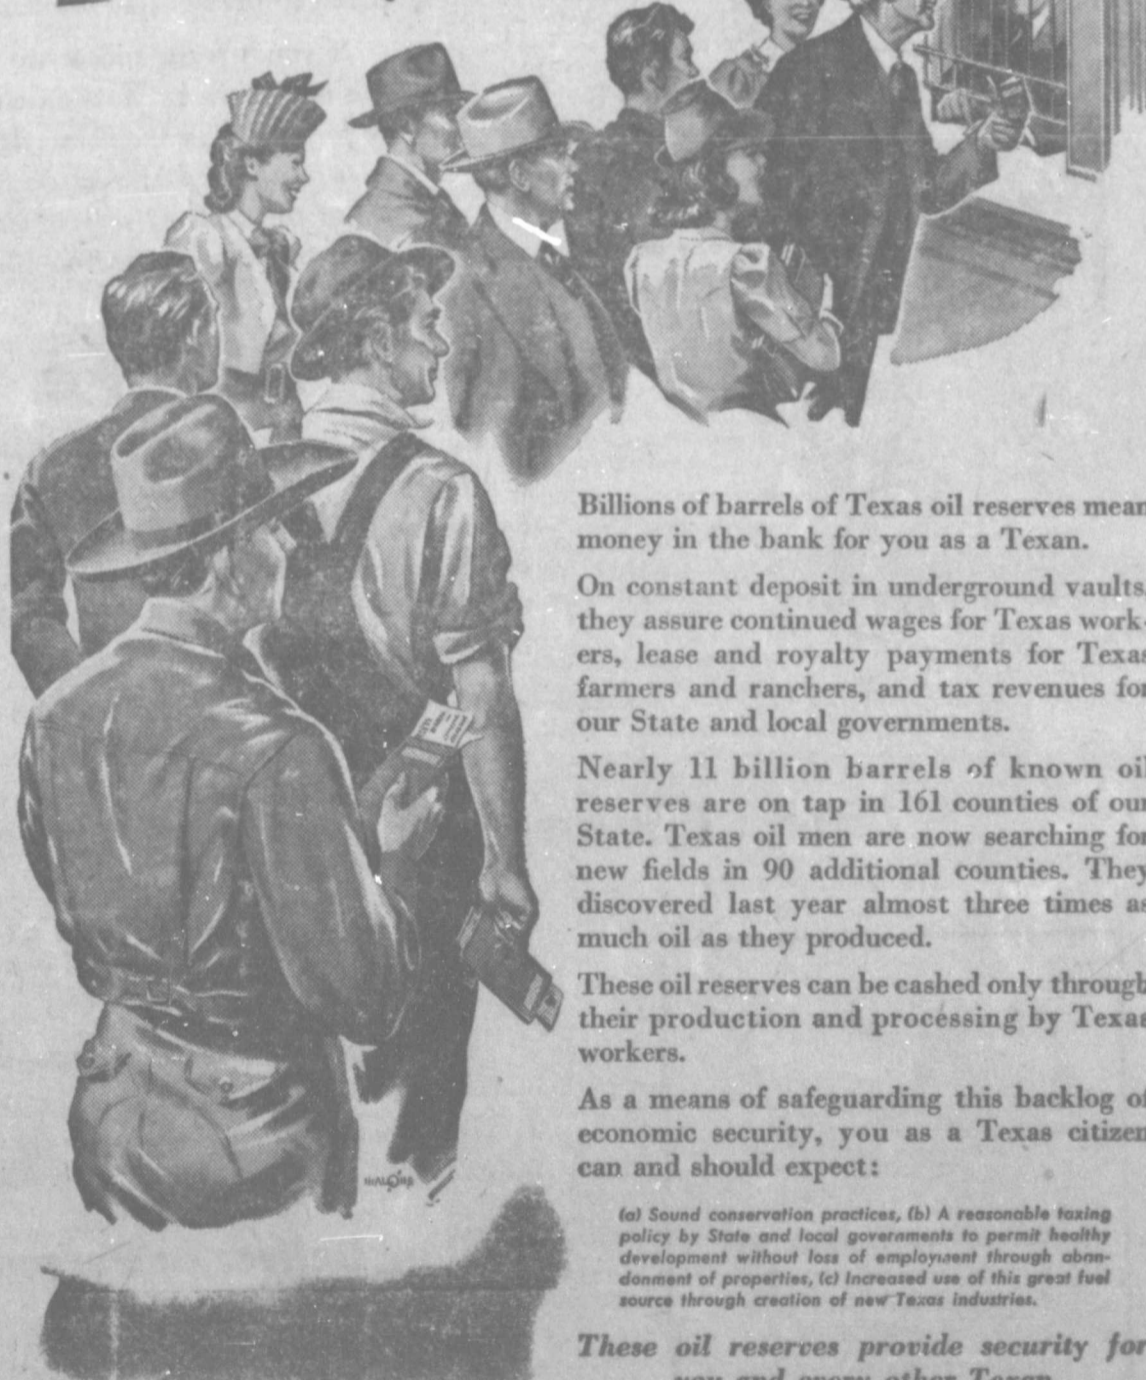 Billions of barrels of Texas oil reserves mean
money in the bank for you as a Texan.
On constant deposit in underground vaults,
they assure continued wages for Texas work-
ers, lease and royalty payments for Texas
farmers and ranchers, and tax revenues for
our State and local governments.
Nearly 11 billion barrels of known oil
reserves are on tap in 161 counties of our
State. Texas oil men are now searching for
new fields in 90 additional counties. They
discovered last year almost three times as
much oil as they produced.
These oil reserves can be cashed only through
their production and processing by Texas
workers.
As a means of safeguarding this backlog of
economic security, you as a Texas citizen
can and should expect:
(a) Sound conservation practices, (b) A reasonable taxing
policy by State and local governments to permit healthy
development without loss of employment through aban-
donment of properties, (c) Increased use of this great fuel
source through creation of new Texas industries.
These oil reserves provide security for
you and every other Texan